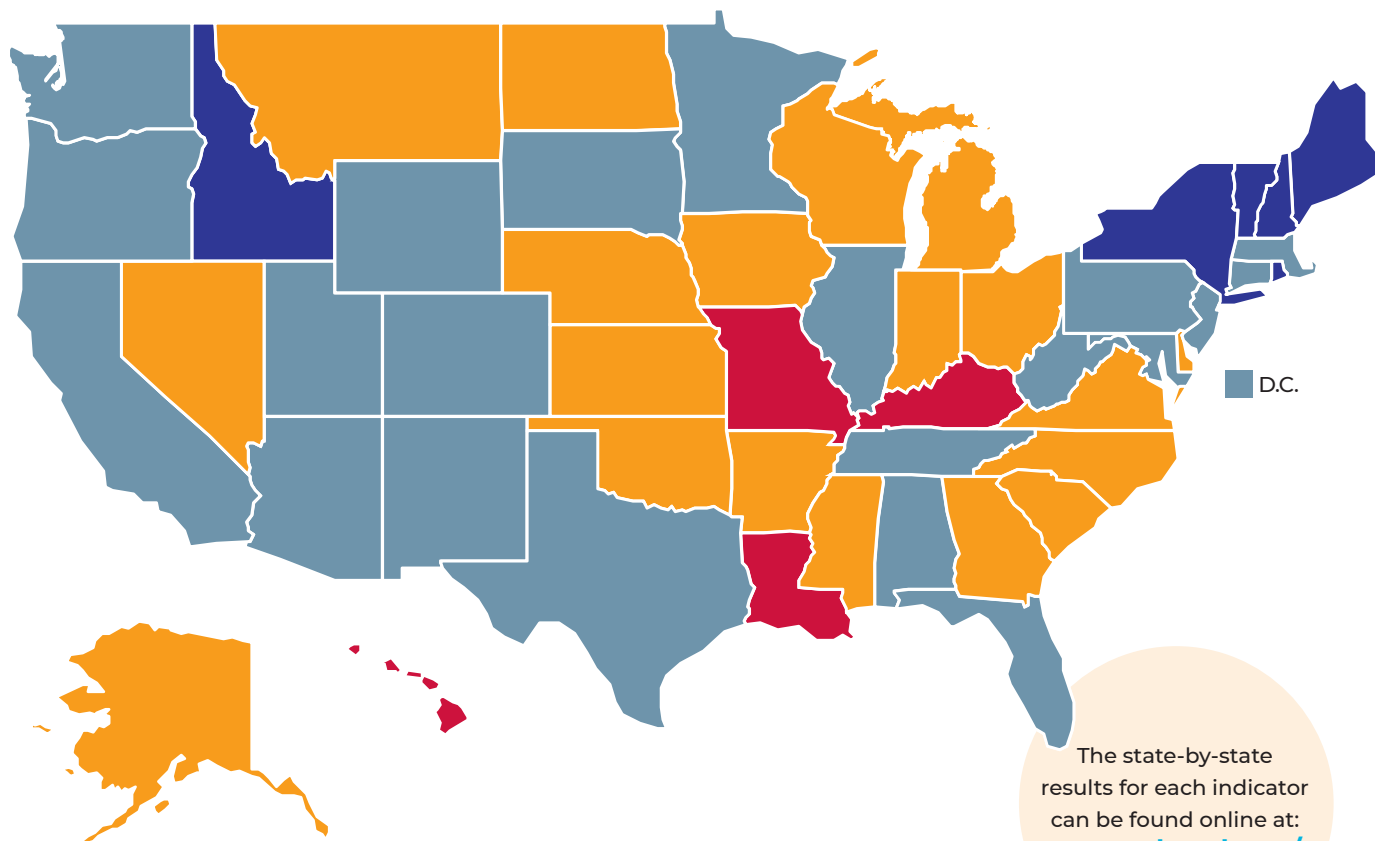 D.C.
The state-by-state
results for each indicator
can be found online at: